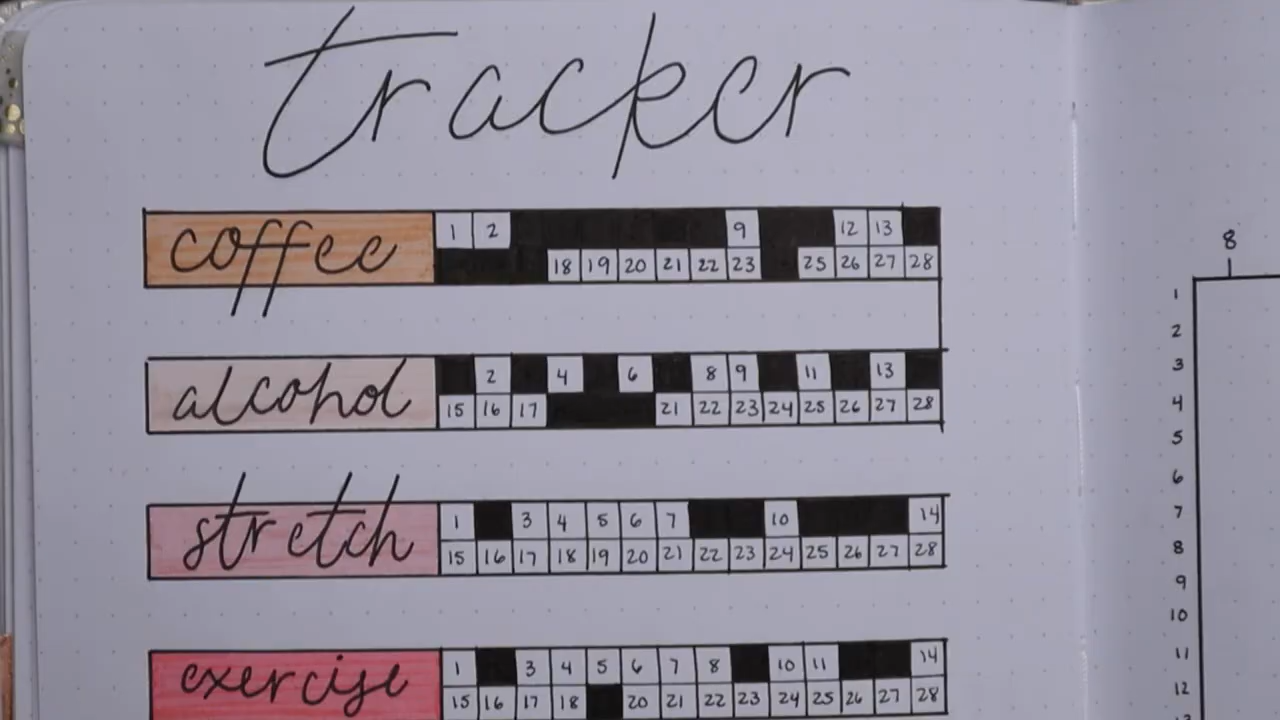 tracker
coffee 1 2 9 12 13
18 19 20 21 22 23 25 26 27 28
alcohol 2 4 6 8 9 11 13
15 16 17 21 22 23 24 25 26 27 28
stretch 1 3 4 5 6 7 10 14
15 16 17 18 19 20 21 22 23 24 25 26 27 28
exercise 1 3 4 5 6 7 8 10 11 14
15 16 17 18 20 21 22 23 24 25 26 27 28
8
1
2
3
4
5
6
7
8
9
10
11
12